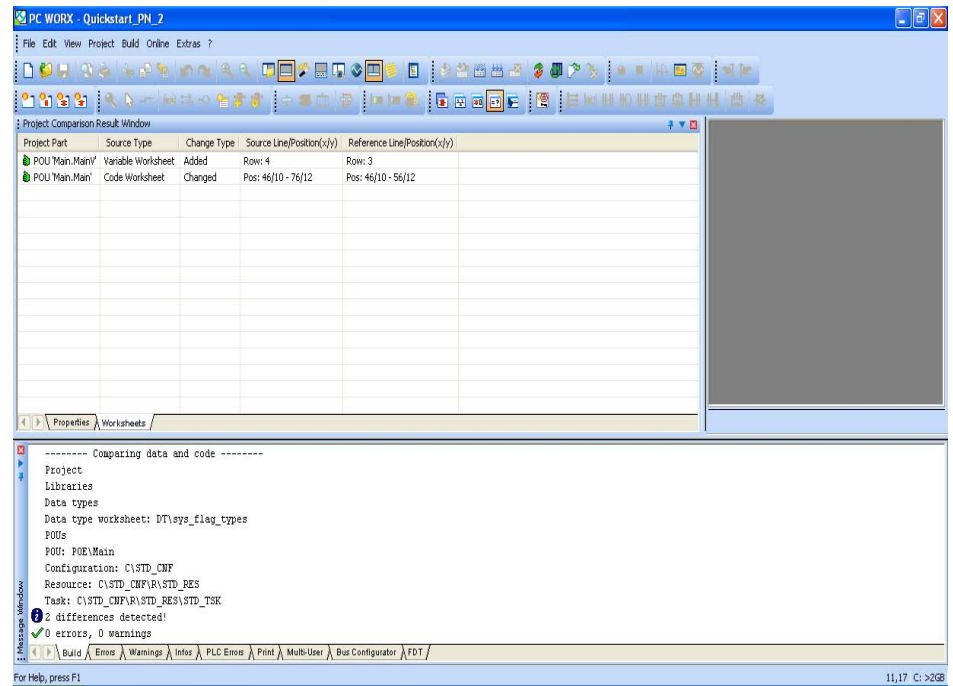 PC WORX - Quickstart_PN_2
File Edit View Project Build Online Extras ?
Project Comparison Result Window
Project Part Source Type Change Type Source Line/Position(x/y) Reference Line/Position(x/y)
POU 'Main.MainV' Variable Worksheet Added Row: 4 Row: 3
POU 'Main.Main' Code Worksheet Changed Pos: 46/10 - 76/12 Pos: 46/10 - 56/12
Properties Worksheets
-------- Comparing data and code --------
Project
Libraries
Data types
Data type worksheet: DT\sys_flag_types
POUs
POU: POE\Main
Configuration: C\STD_CNF
Resource: C\STD_CNF\R\STD_RES
Task: C\STD_CNF\R\STD_RES\STD_TSK
2 differences detected!
0 errors, 0 warnings
Message Window
Build Errors Warnings Infos PLC Errors Print Multi-User Bus Configurator FDT
For Help, press F1 11,17 C: >2GB